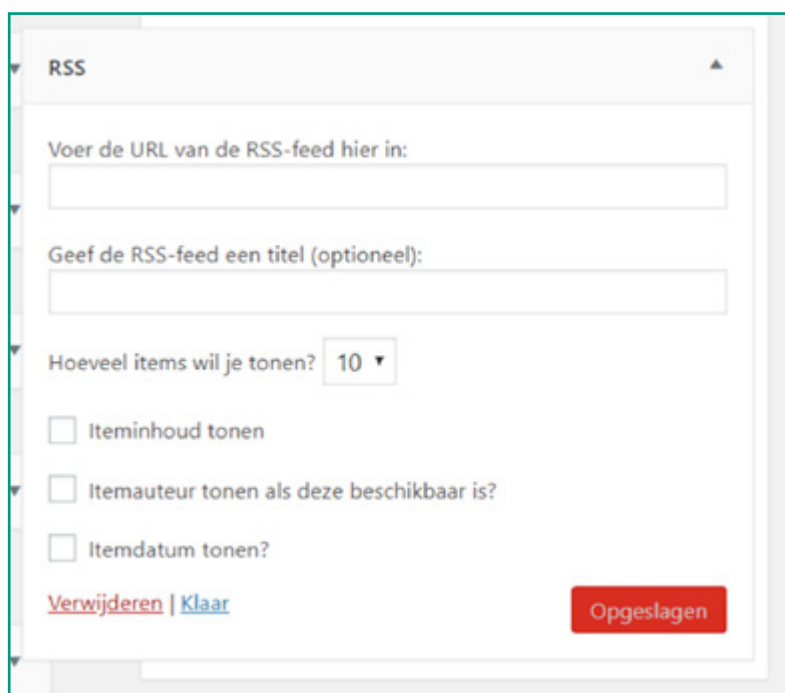 RSS
Voer de URL van de RSS-feed hier in:
Geef de RSS-feed een titel (optioneel):
Hoeveel items wil je tonen? 10
Iteminhoud tonen
Itemauteur tonen als deze beschikbaar is?
Itemdatum tonen?
Verwijderen | Klaar Opgeslagen